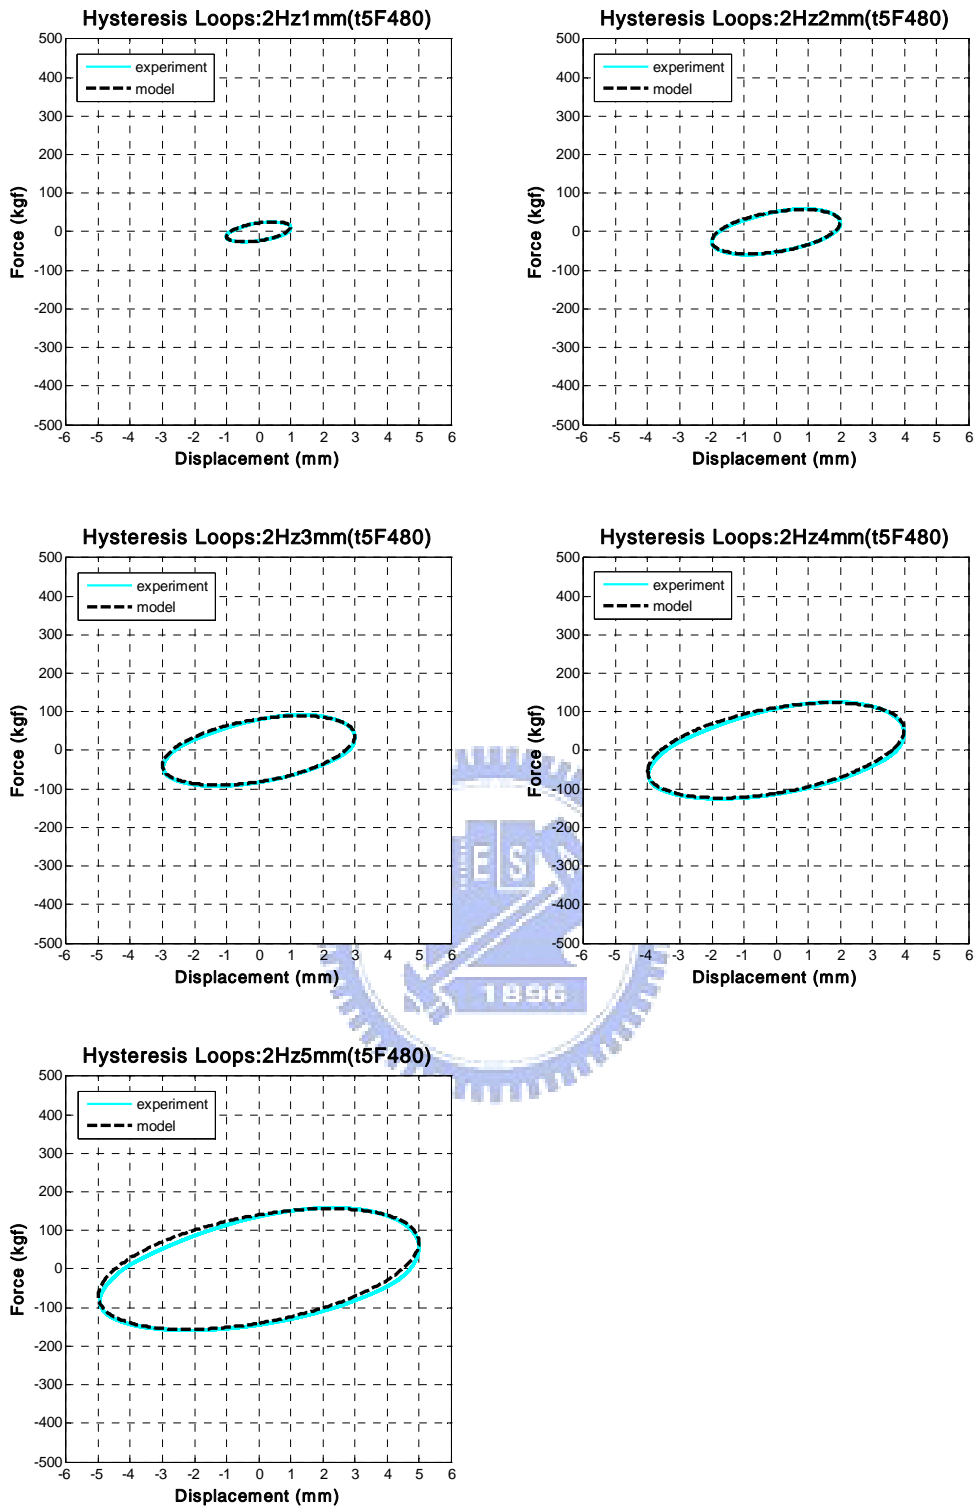 Hysteresis Loops:2Hz1mm(t5F480)
experiment
model
500
400
300
200
100
0
-100
-200
-300
-400
-500
Force (kgf)
-6 -5 -4 -3 -2 -1 0 1 2 3 4 5 6
Displacement (mm)
Hysteresis Loops:2Hz2mm(t5F480)
experiment
model
500
400
300
200
100
0
-100
-200
-300
-400
-500
Force (kgf)
-6 -5 -4 -3 -2 -1 0 1 2 3 4 5 6
Displacement (mm)
Hysteresis Loops:2Hz3mm(t5F480)
experiment
model
500
400
300
200
100
0
-100
-200
-300
-400
-500
Force (kgf)
-6 -5 -4 -3 -2 -1 0 1 2 3 4 5 6
Displacement (mm)
Hysteresis Loops:2Hz4mm(t5F480)
experiment
model
500
400
300
200
100
0
-100
-200
-300
-400
-500
Force (kgf)
-6 -5 -4 -3 -2 -1 0 1 2 3 4 5 6
Displacement (mm)
ES
1896
Hysteresis Loops:2Hz5mm(t5F480)
experiment
model
500
400
300
200
100
0
-100
-200
-300
-400
-500
Force (kgf)
-6 -5 -4 -3 -2 -1 0 1 2 3 4 5 6
Displacement (mm)